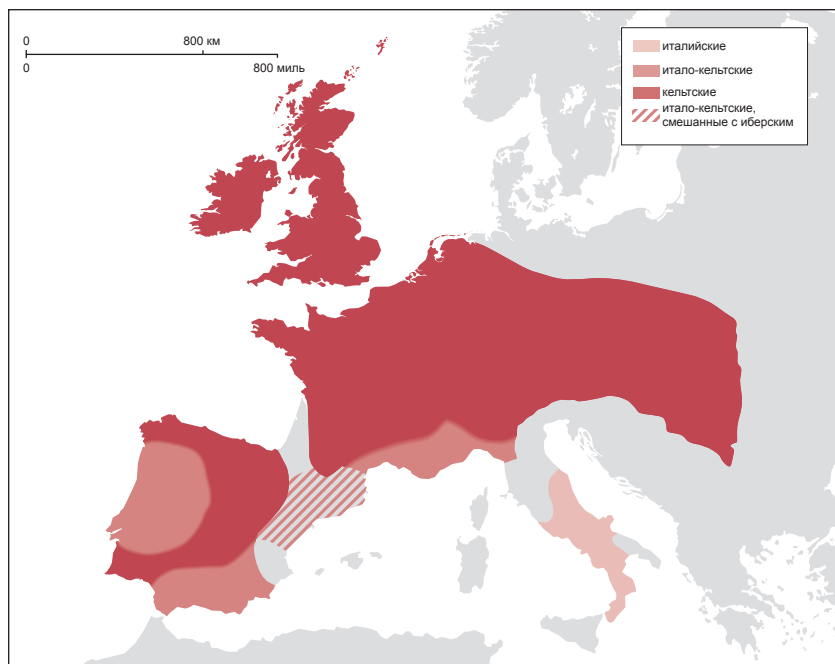 0 800 км
0 800 миль
италийские
итало-кельтские
кельтские
итало-кельтские,
смешанные с иберским